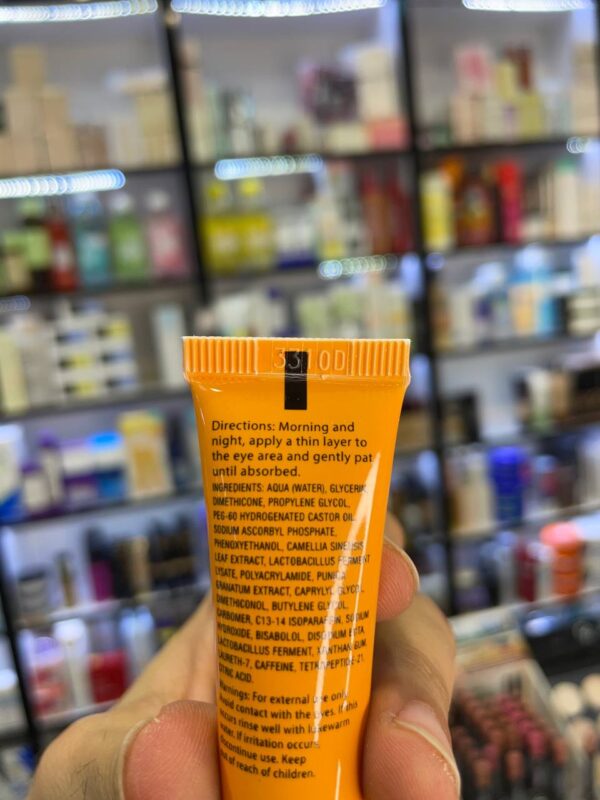 3310D
Directions: Morning and
night, apply a thin layer to
the eye area and gently pat
until absorbed.
INGREDIENTS: AQUA (WATER), GLYCERIN,
DIMETHICONE, PROPYLENE GLYCOL,
PEG-60 HYDROGENATED CASTOR OIL,
SODIUM ASCORBYL PHOSPHATE,
PHENOXYETHANOL, CAMELLIA SINENSIS
LEAF EXTRACT, LACTOBACILLUS FERMENT
LYSATE, POLYACRYLAMIDE, PUNICA
GRANATUM EXTRACT, CAPRYLYL GLYCOL,
DIMETHICONOL, BUTYLENE GLYCOL,
CARBOMER, C13-14 ISOPARAFFIN, SODIUM
HYDROXIDE, BISABOLOL, DISODIUM EDTA,
LACTOBACILLUS FERMENT, XANTHAN GUM,
LAURETH-7, CAFFEINE, TETRAPEPTIDE-21,
CITRIC ACID.
Warnings: For external use only
Avoid contact with the eyes. If this
occurs rinse well with lukewarm
water. If irritation occurs,
discontinue use. Keep
out of reach of children.